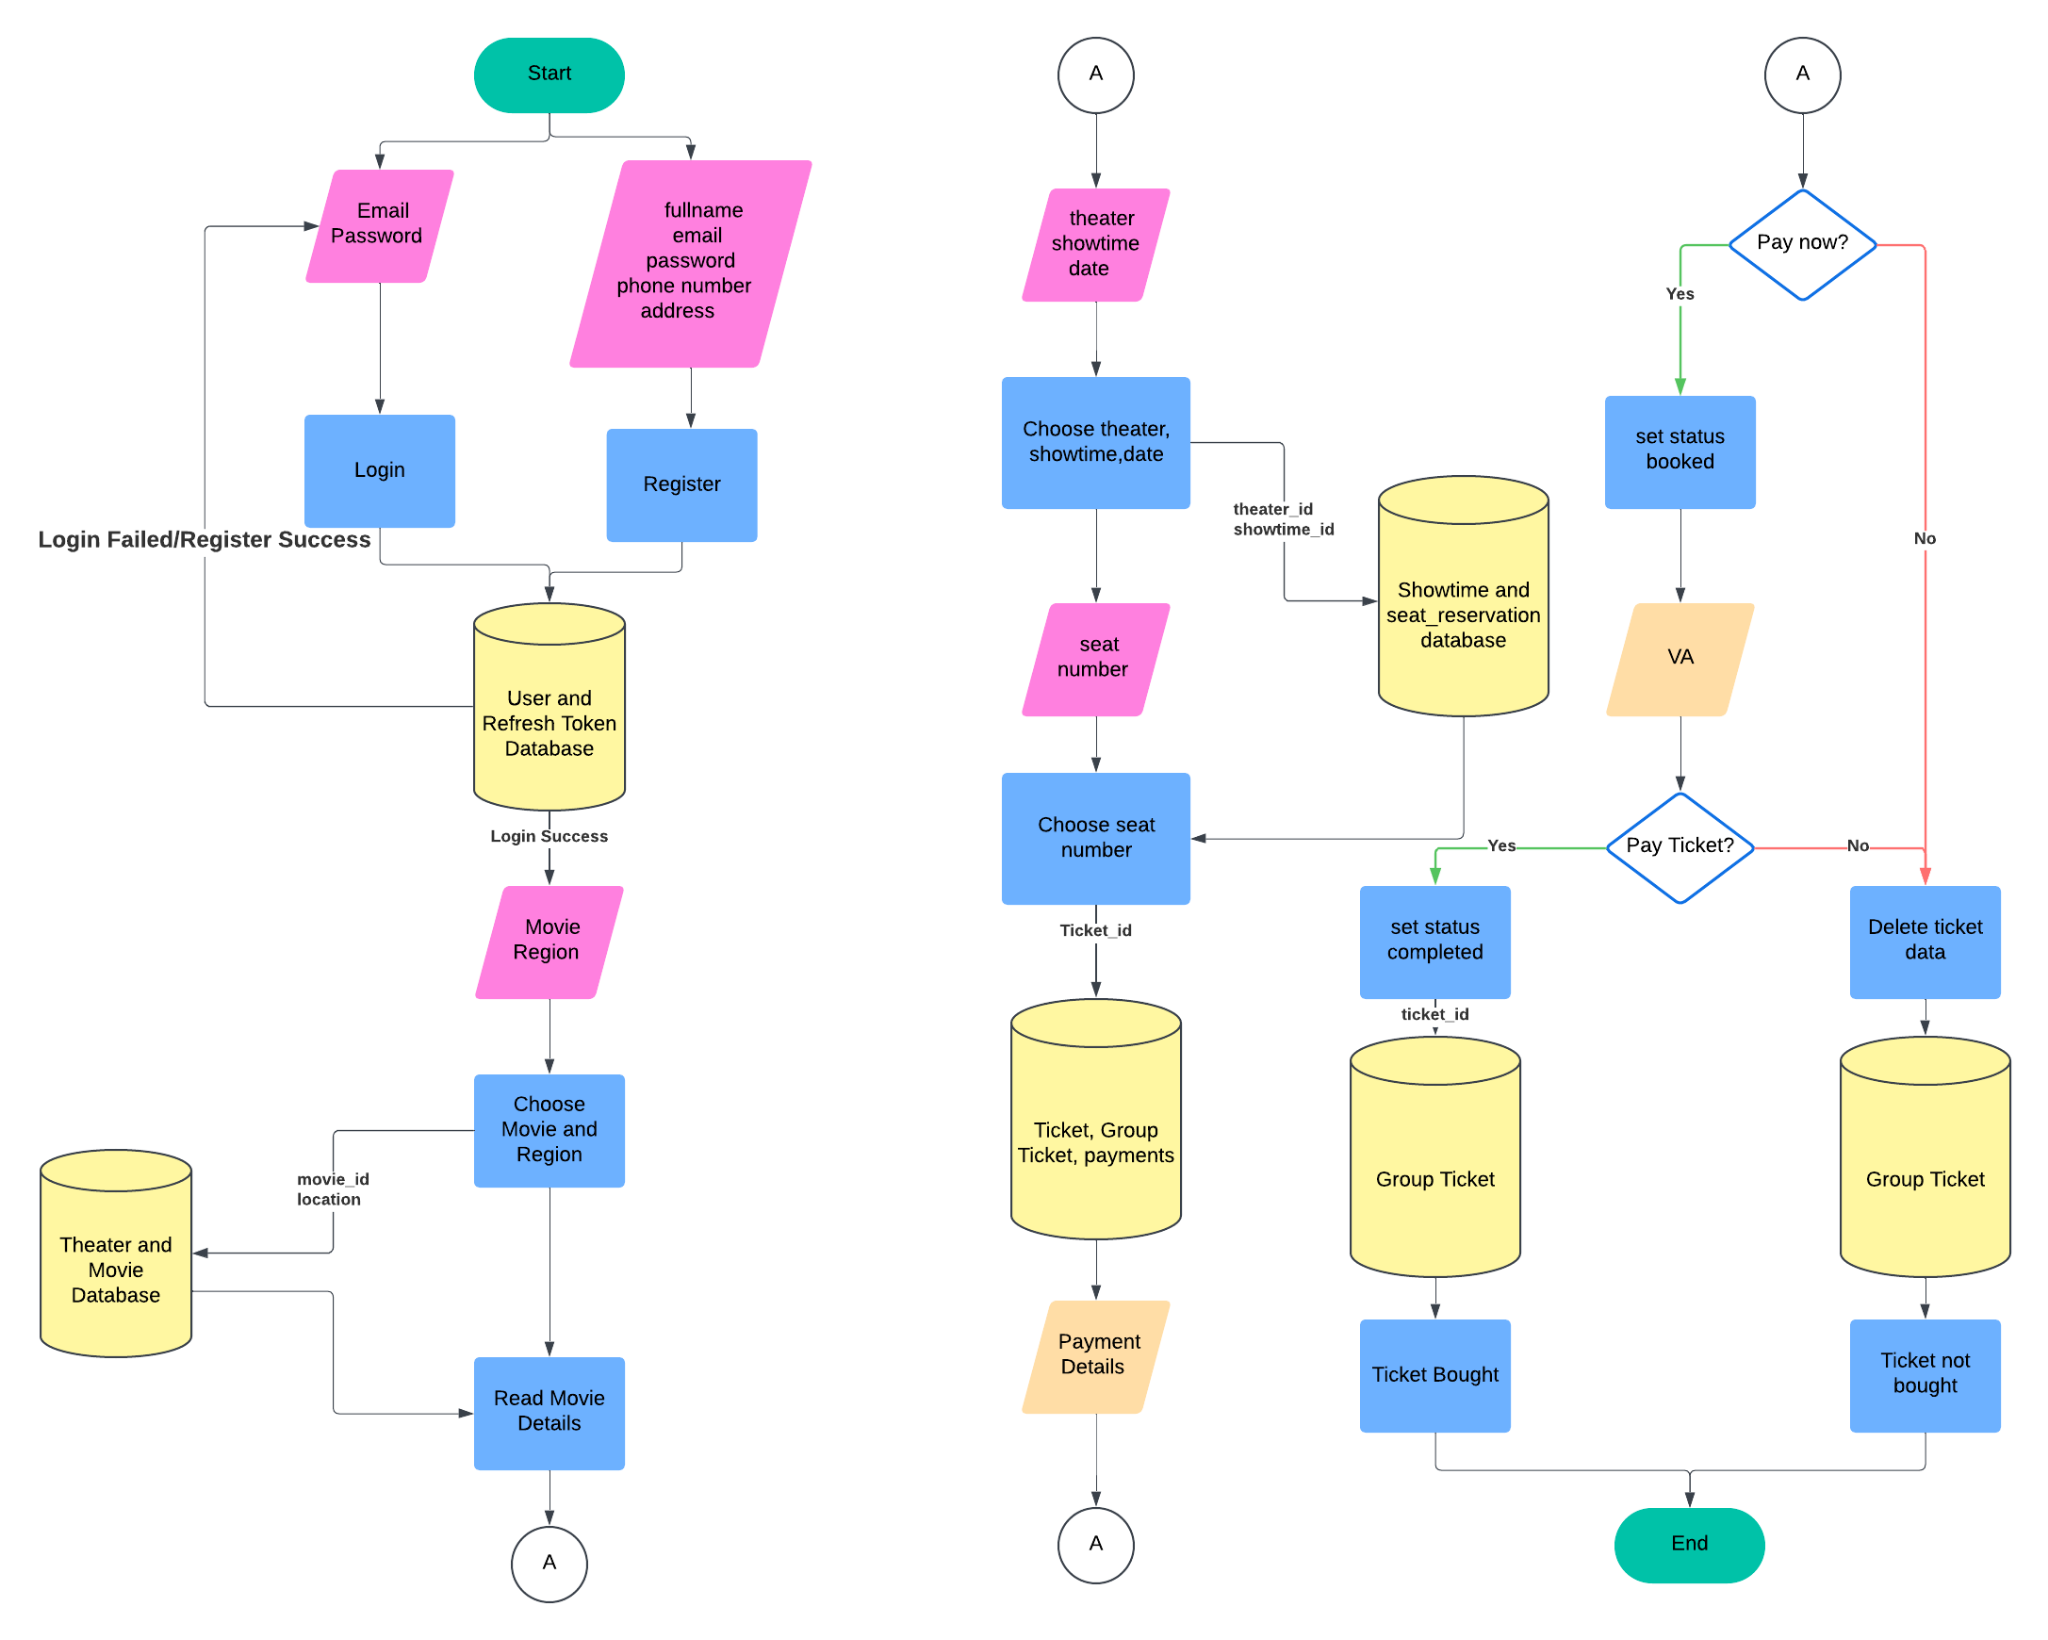 Start
Email
Password
fullname
email
password
phone number
address
Login
Register
Login Failed/Register Success
User and
Refresh Token
Database
Login Success
Movie
Region
Choose
Movie and
Region
movie_id
location
Theater and
Movie
Database
Read Movie
Details
A
A
theater
showtime
date
Choose theater,
showtime,date
theater_id
showtime_id
Showtime and
seat_reservation
database
seat
number
Choose seat
number
Ticket_id
Ticket, Group
Ticket, payments
Payment
Details
A
A
Pay now?
Yes
No
set status
booked
VA
Pay Ticket?
Yes
No
set status
completed
ticket_id
Group Ticket
Ticket Bought
Delete ticket
data
Group Ticket
Ticket not
bought
End